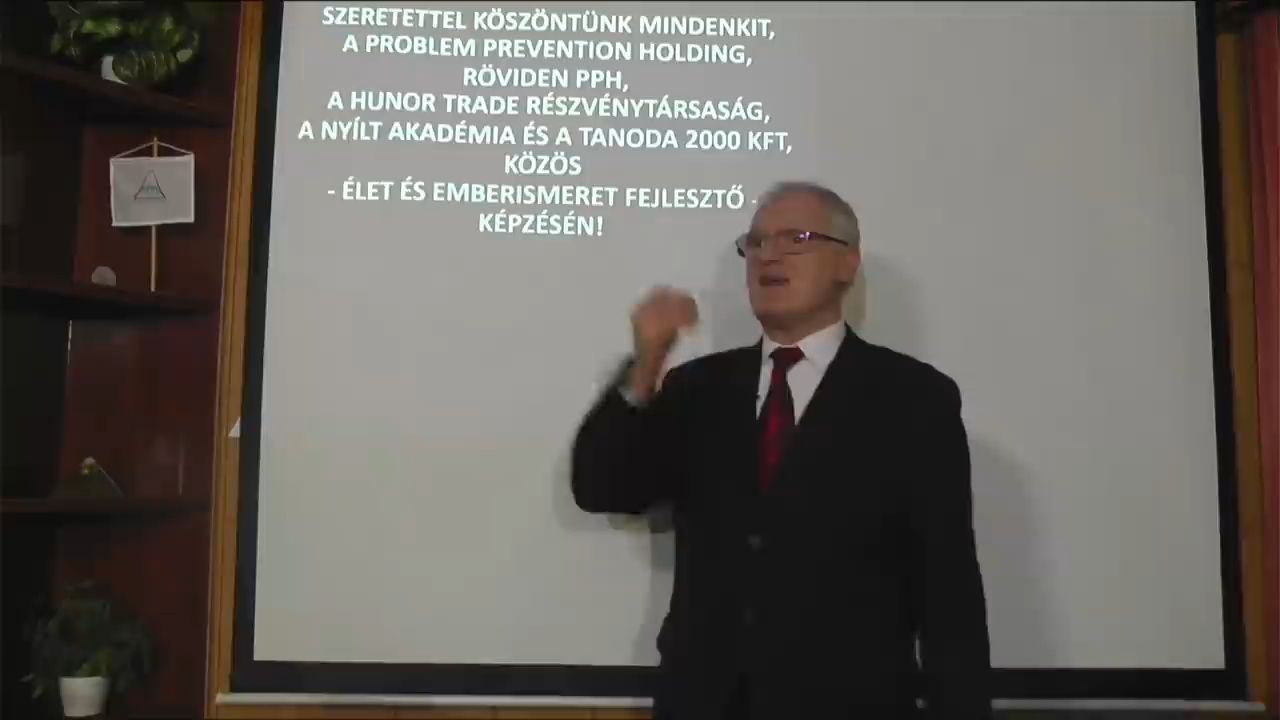 SZERETETTEL KÖSZÖNTÜNK MINDENKIT,
A PROBLEM PREVENTION HOLDING,
RÖVIDEN PPH,
A HUNOR TRADE RÉSZVÉNYTÁRSASÁG,
A NYÍLT AKADÉMIA ÉS A TANODA 2000 KFT,
KÖZÖS
- ÉLET ÉS EMBERISMERET FEJLESZTŐ -
KÉPZÉSÉN!